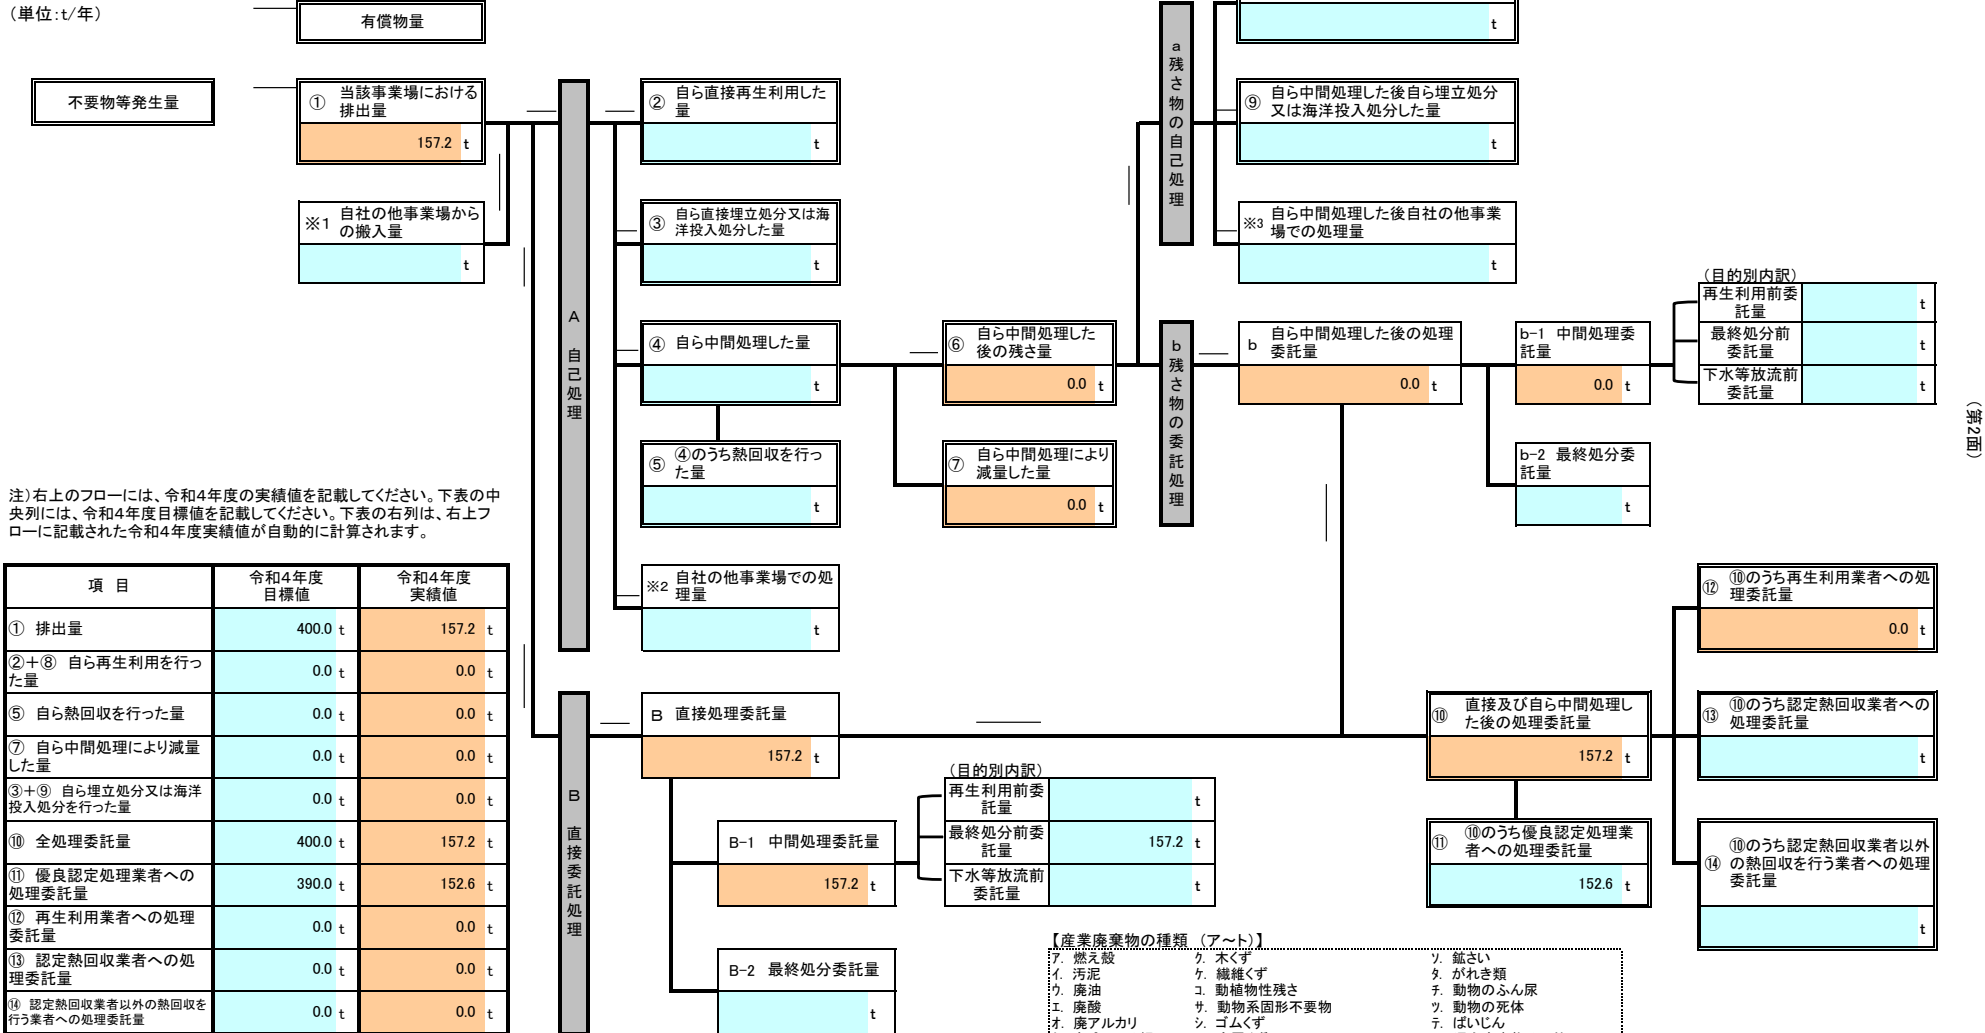 （単位：t/年）
有償物量
t
不要物等発生量
① 当該事業場における
排出量
157.2 t
※1 自社の他事業場から
の搬入量
t
A 自己処理
② 自ら直接再生利用した
量
t
③ 自ら直接埋立処分又は海
洋投入処分した量
t
④ 自ら中間処理した量
t
⑤ ④のうち熱回収を行っ
た量
t
※2 自社の他事業場での処
理量
t
⑥ 自ら中間処理した
後の残さ量
0.0 t
⑦ 自ら中間処理により
減量した量
0.0 t
a 残さ物の自己処理
⑨ 自ら中間処理した後自ら埋立処分
又は海洋投入処分した量
t
※3 自ら中間処理した後自社の他事業
場での処理量
t
b 残さ物の委託処理
b 自ら中間処理した後の処理
委託量
0.0 t
b-1 中間処理委
託量
0.0 t
b-2 最終処分委
託量
t
（目的別内訳）
再生利用前委
託量
t
最終処分前
委託量
t
下水等放流前
委託量
t
（第2面）
注）右上のフローには、令和４年度の実績値を記載してください。下表の中
央列には、令和４年度目標値を記載してください。下表の右列は、右上フ
ローに記載された令和４年度実績値が自動的に計算されます。
項 目
令和４年度
目標値
令和４年度
実績値
① 排出量 400.0 t 157.2 t
②＋⑧ 自ら再生利用を行っ
た量 0.0 t 0.0 t
⑤ 自ら熱回収を行った量 0.0 t 0.0 t
⑦ 自ら中間処理により減量
した量 0.0 t 0.0 t
③＋⑨ 自ら埋立処分又は海洋
投入処分を行った量 0.0 t 0.0 t
⑩ 全処理委託量 400.0 t 157.2 t
⑪ 優良認定処理業者への
処理委託量 390.0 t 152.6 t
⑫ 再生利用業者への処理
委託量 0.0 t 0.0 t
⑬ 認定熱回収業者への処
理委託量 0.0 t 0.0 t
⑭ 認定熱回収業者以外の熱回収を
行う業者への処理委託量 0.0 t 0.0 t
B 直接委託処理
B 直接処理委託量
157.2 t
B-1 中間処理委託量
157.2 t
B-2 最終処分委託量
t
（目的別内訳）
再生利用前委
託量
t
最終処分前委
託量
157.2 t
下水等放流前
委託量
t
⑩ 直接及び自ら中間処理し
た後の処理委託量
157.2 t
⑪ ⑩のうち優良認定処理業
者への処理委託量
152.6 t
⑫ ⑩のうち再生利用業者への処
理委託量
0.0 t
⑬ ⑩のうち認定熱回収業者への
処理委託量
t
⑭ ⑩のうち認定熱回収業者以外
の熱回収を行う業者への処理
委託量
t
【産業廃棄物の種類 （ア～ト）】
ア. 燃え殻 ク. 木くず ソ. 鉱さい
イ. 汚泥 ケ. 繊維くず タ. がれき類
ウ. 廃油 コ. 動植物性残さ チ. 動物のふん尿
エ. 廃酸 サ. 動物系固形不要物 ツ. 動物の死体
オ. 廃アルカリ シ. ゴムくず テ. ばいじん